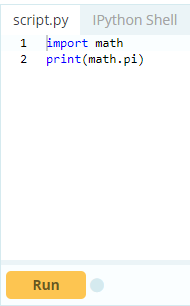 script.py IPython Shell
1 import math
2 print(math.pi)
Run